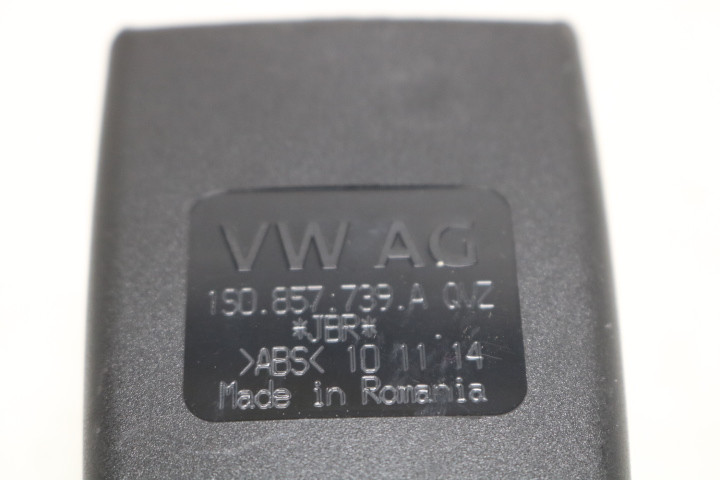 VW AG
1S0.857.739.A QVZ
*JBR*
>ABS< 10 11 14
Made in Romania